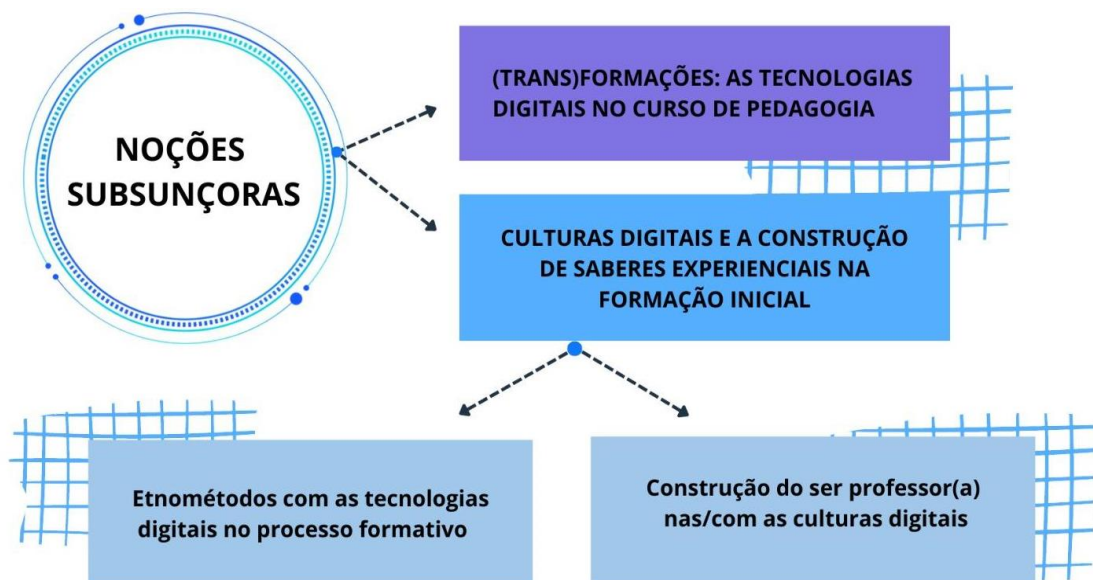 NOÇÕES
SUBSUNÇORAS
(TRANS)FORMAÇÕES: AS TECNOLOGIAS
DIGITAIS NO CURSO DE PEDAGOGIA
CULTURAS DIGITAIS E A CONSTRUÇÃO
DE SABERES EXPERIENCIAIS NA
FORMAÇÃO INICIAL
Etnométodos com as tecnologias
digitais no processo formativo
Construção do ser professor(a)
nas/com as culturas digitais